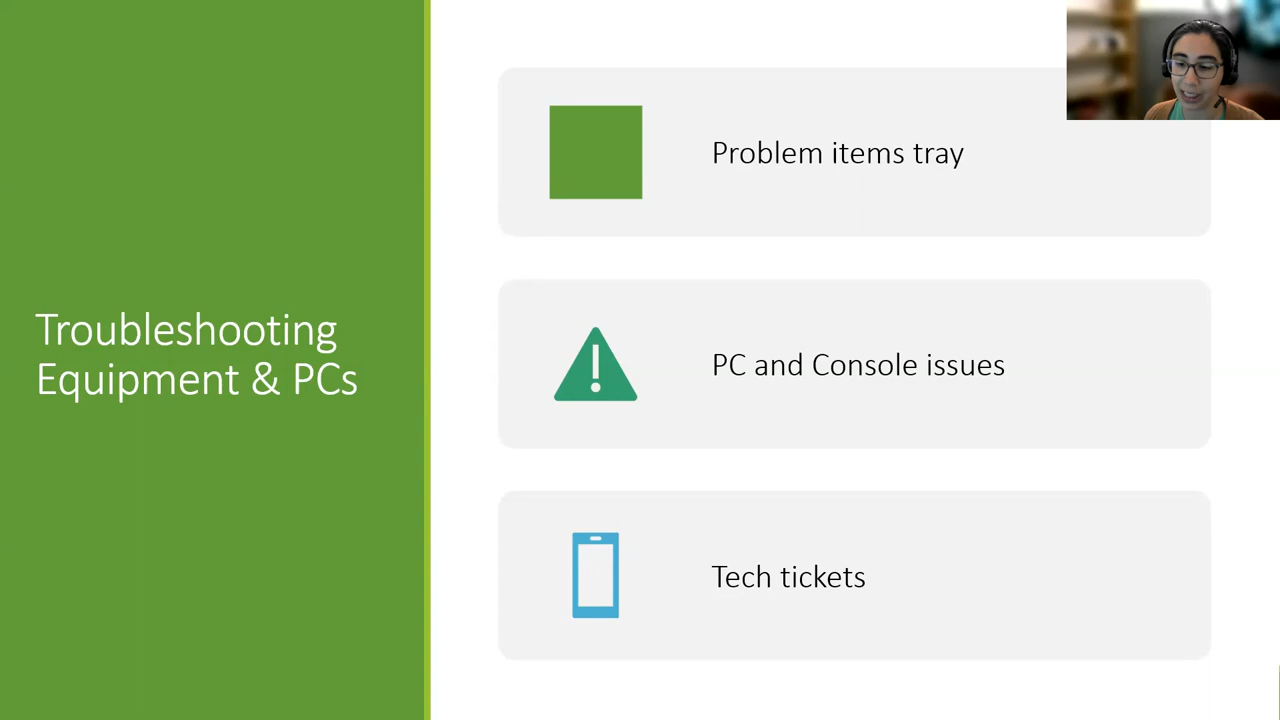 Troubleshooting
Equipment & PCs
Problem items tray
PC and Console issues
Tech tickets